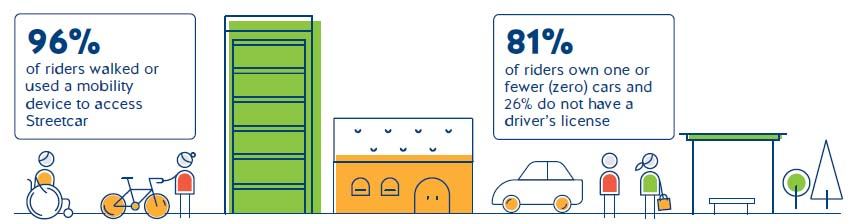 96%
of riders walked or
used a mobility
device to access
Streetcar
81%
of riders own one or
fewer (zero) cars and
26% do not have a
driver's license